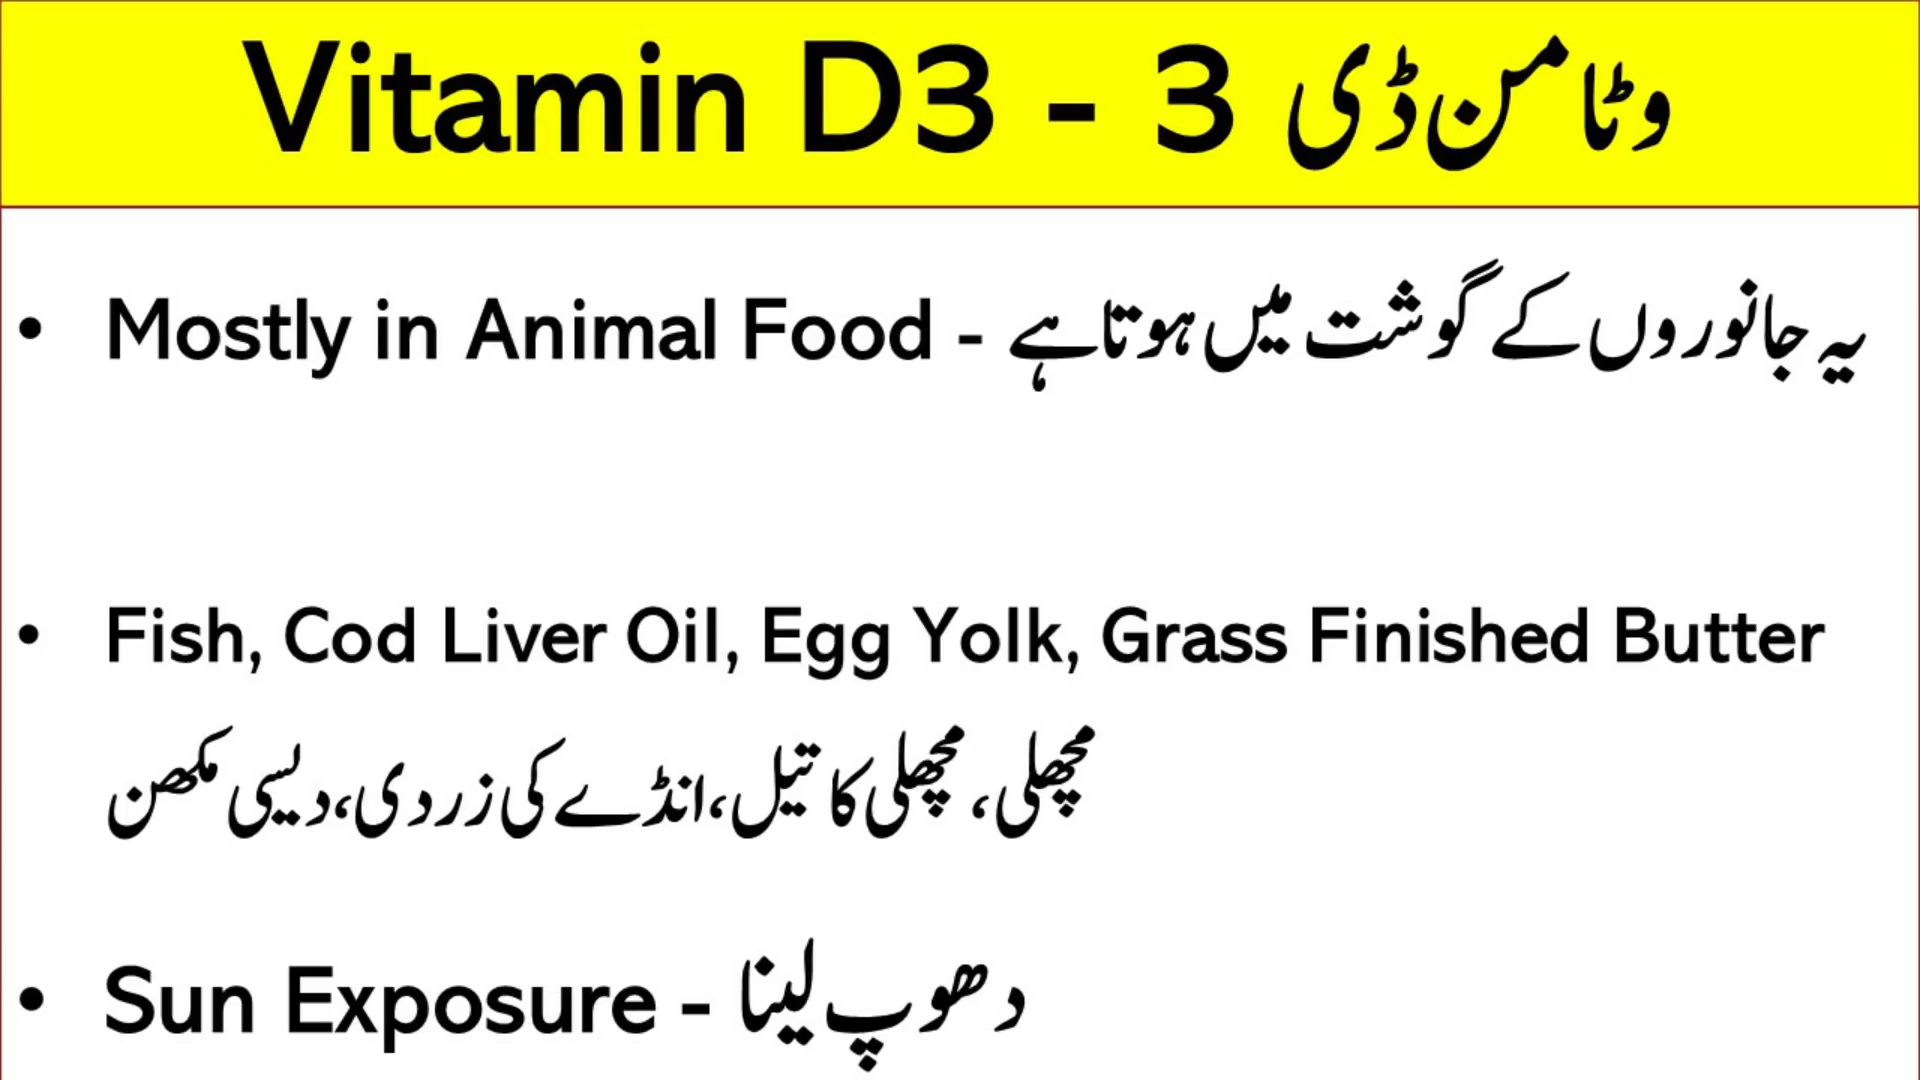 Vitamin D3 - وٹامن ڈی 3
• Mostly in Animal Food - یہ جانوروں کے گوشت میں ہوتا ہے
• Fish, Cod Liver Oil, Egg Yolk, Grass Finished Butter
مچھلی، مچھلی کا تیل، انڈے کی زردی، دیسی مکھن
• Sun Exposure - دھوپ لینا